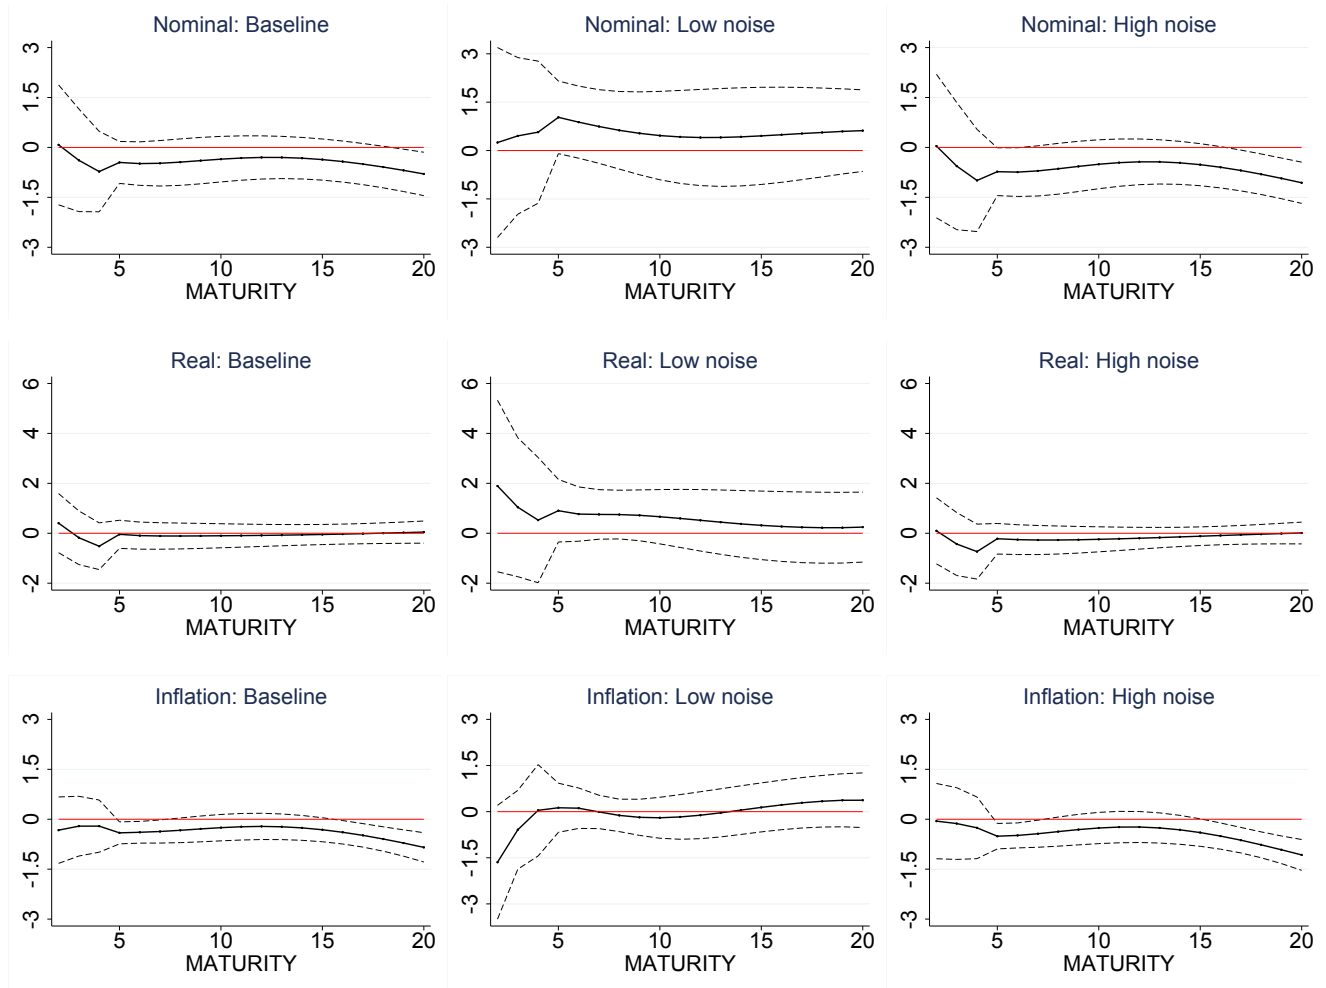 Nominal: Baseline
3
1.5
0
-1.5
-3
5 10 15 20
MATURITY
Nominal: Low noise
3
1.5
0
-1.5
-3
5 10 15 20
MATURITY
Nominal: High noise
3
1.5
0
-1.5
-3
5 10 15 20
MATURITY
Real: Baseline
6
4
2
0
-2
5 10 15 20
MATURITY
Real: Low noise
6
4
2
0
-2
5 10 15 20
MATURITY
Real: High noise
6
4
2
0
-2
5 10 15 20
MATURITY
Inflation: Baseline
3
1.5
0
-1.5
-3
5 10 15 20
MATURITY
Inflation: Low noise
3
1.5
0
-1.5
-3
5 10 15 20
MATURITY
Inflation: High noise
3
1.5
0
-1.5
-3
5 10 15 20
MATURITY